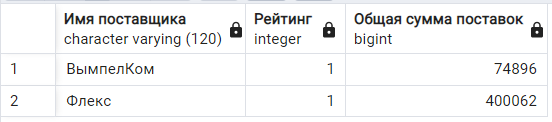 Имя поставщика Рейтинг Общая сумма поставок
character varying (120) integer bigint
1 ВымпелКом 1 74896
2 Флекс 1 400062